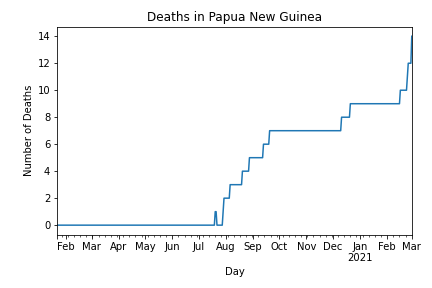 Deaths in Papua New Guinea
14
12
10
8
6
4
2
0
Number of Deaths
Feb Mar Apr May Jun Jul Aug Sep Oct Nov Dec Jan Feb Mar
2021
Day